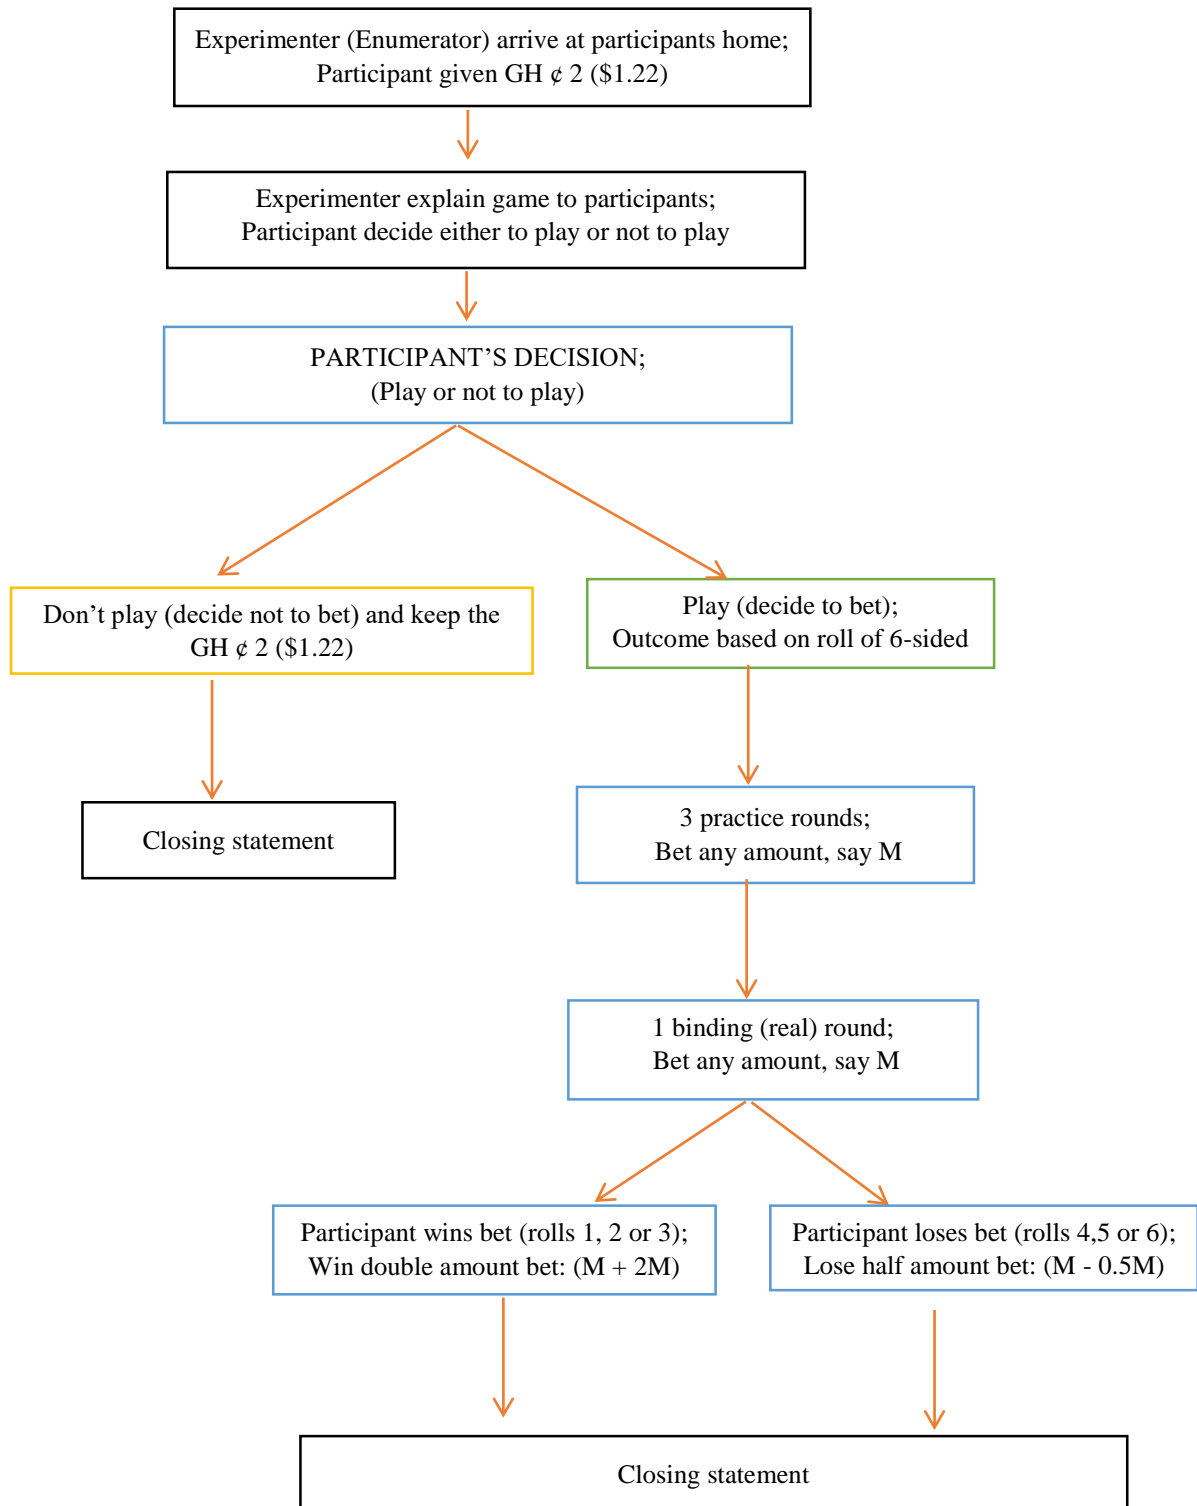 Experimenter (Enumerator) arrive at participants home;
Participant given GH ¢ 2 ($1.22)
Experimenter explain game to participants;
Participant decide either to play or not to play
PARTICIPANT’S DECISION;
(Play or not to play)
Don’t play (decide not to bet) and keep the
GH ¢ 2 ($1.22)
Play (decide to bet);
Outcome based on roll of 6-sided
Closing statement
3 practice rounds;
Bet any amount, say M
1 binding (real) round;
Bet any amount, say M
Participant wins bet (rolls 1, 2 or 3);
Win double amount bet: (M + 2M)
Participant loses bet (rolls 4,5 or 6);
Lose half amount bet: (M - 0.5M)
Closing statement